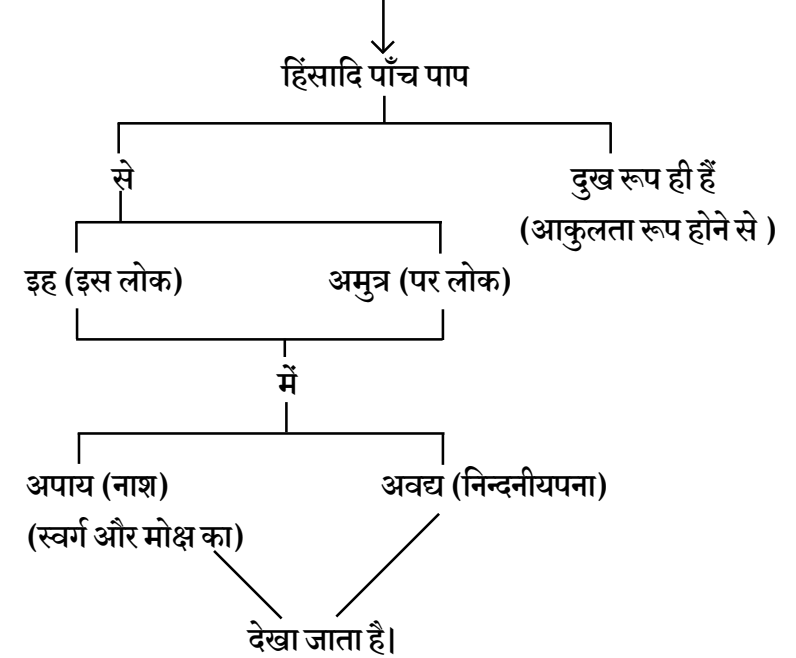 हिंसादि पाँच पाप
से
दुख रूप ही हैं
(आकुलता रूप होने से )
इह (इस लोक)
अमुत्र (पर लोक)
में
अपाय (नाश)
(स्वर्ग और मोक्ष का)
अवद्य (निन्दनीयपना)
देखा जाता है।